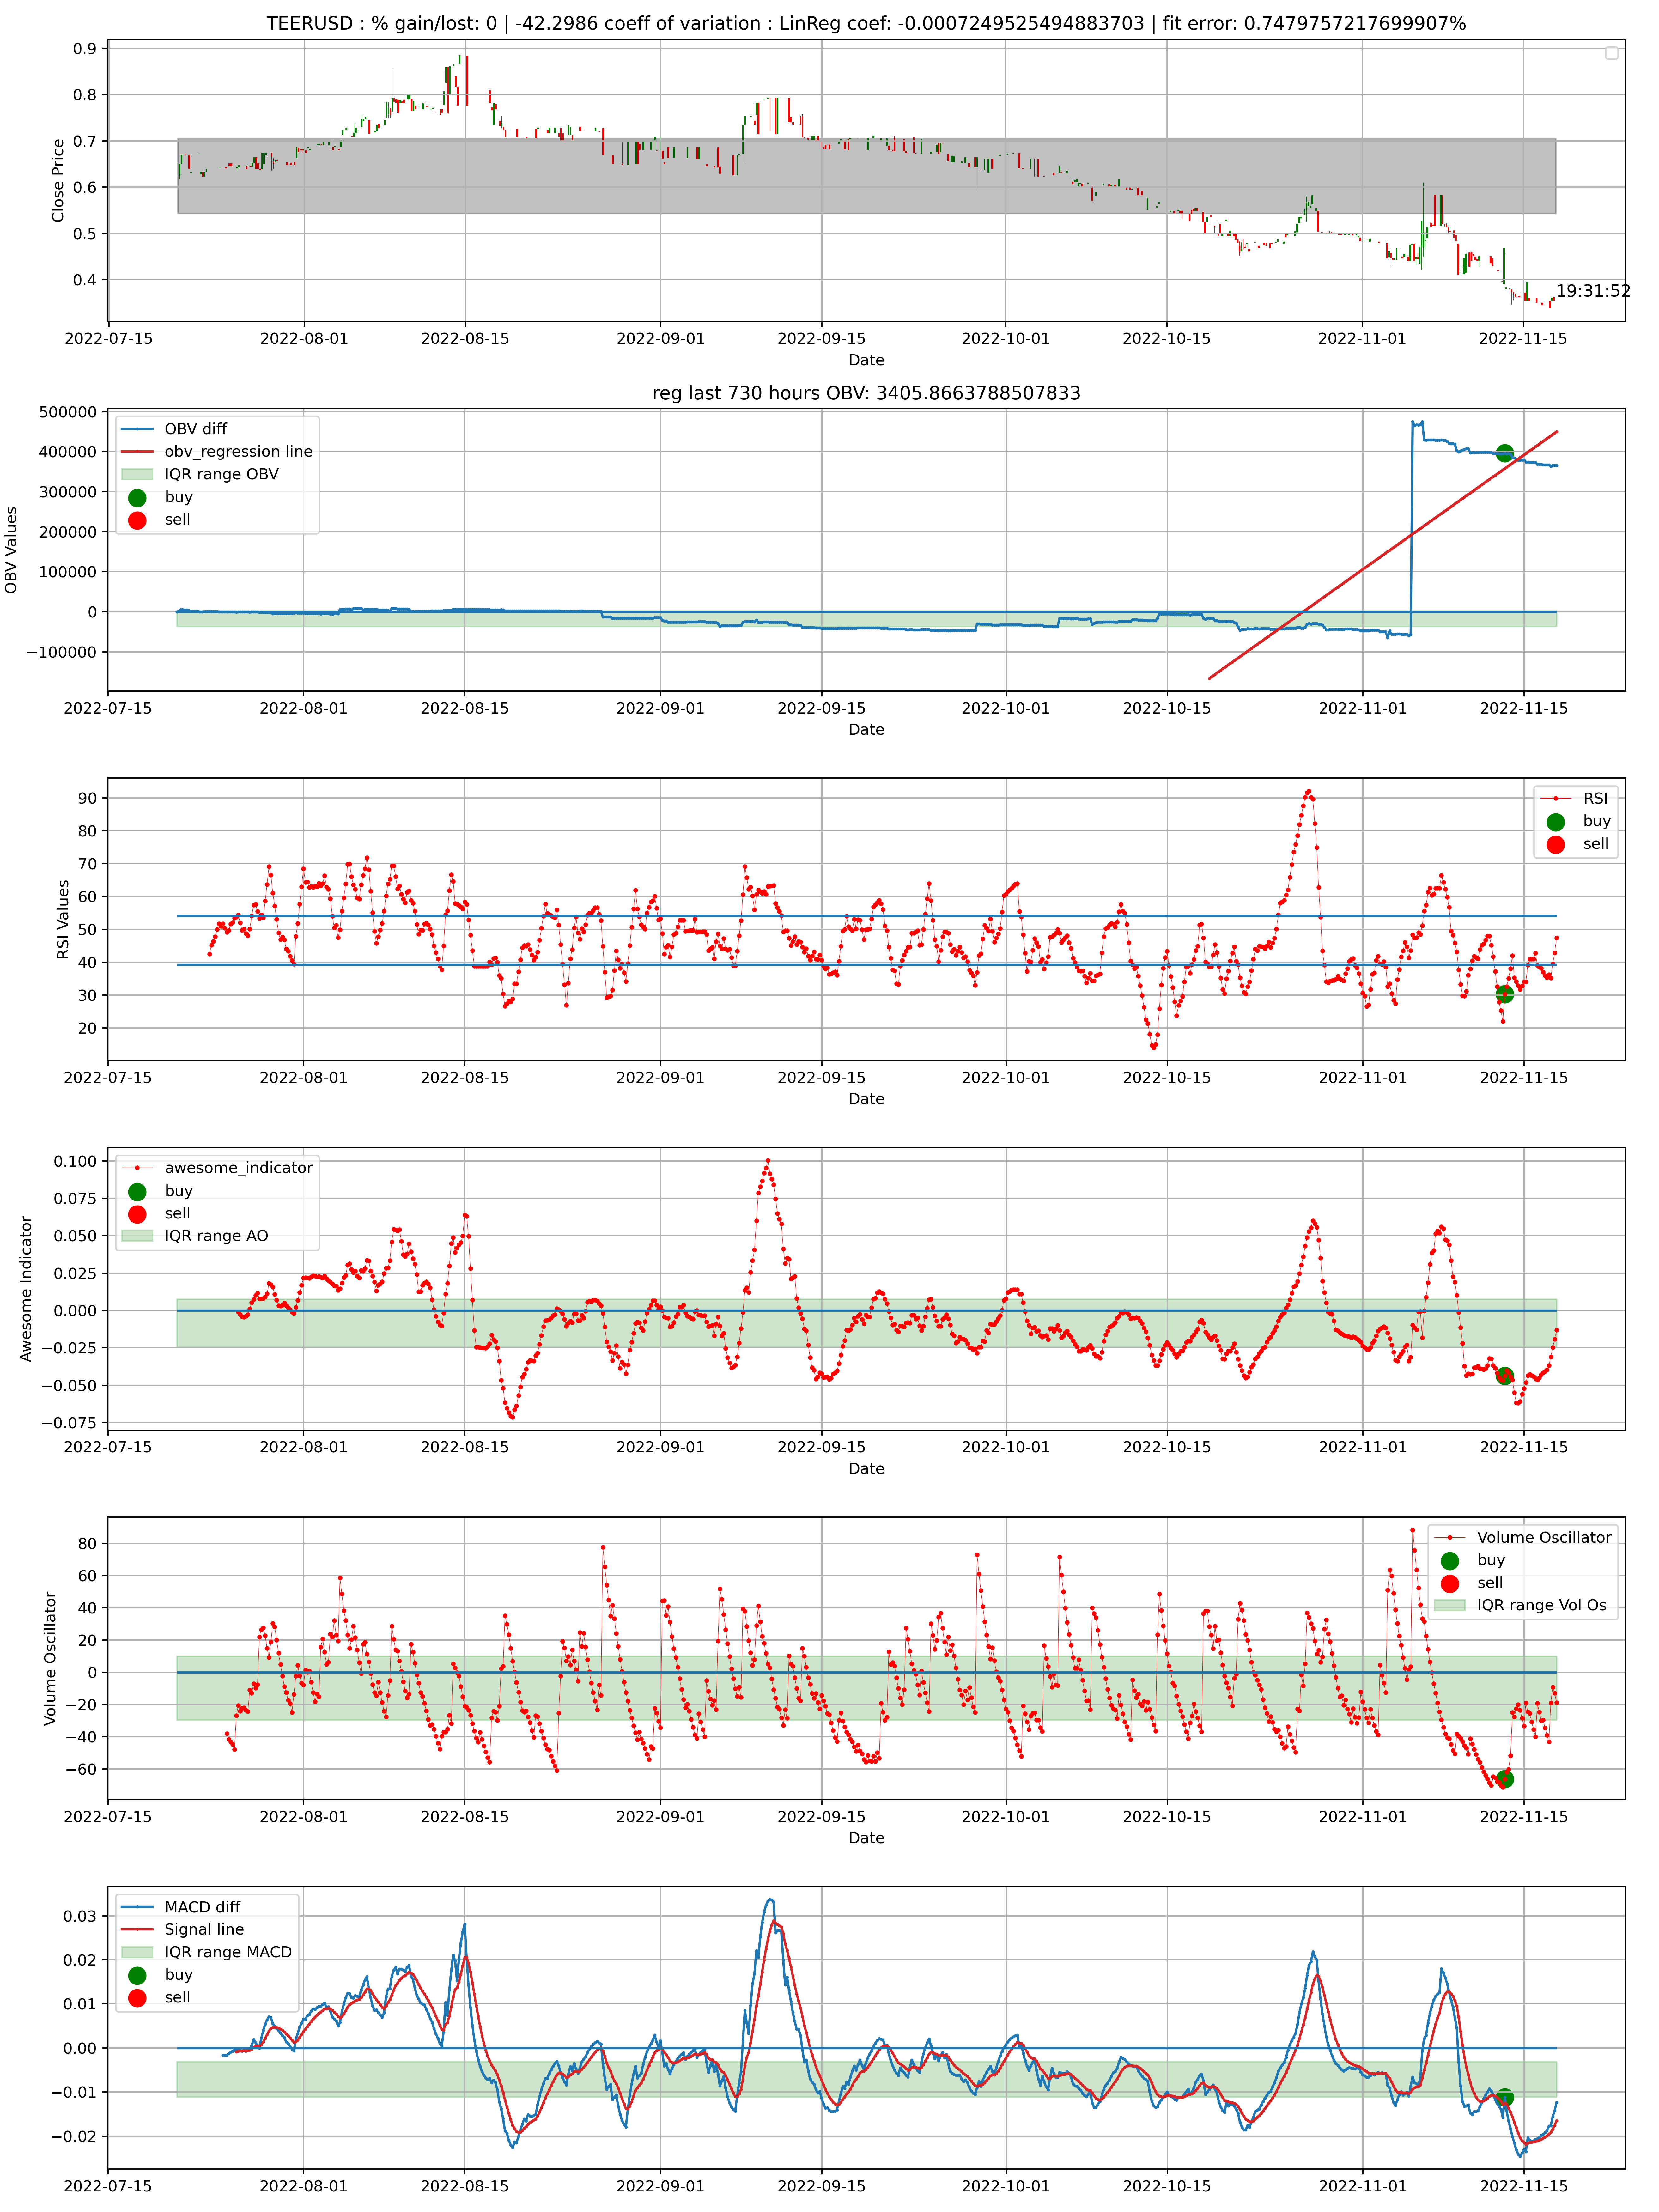 TEERUSD : % gain/lost: 0 | -42.2986 coeff of variation : LinReg coef: -0.0007249525494883703 | fit error: 0.7479757217699907%
0.9
0.8
0.7
0.6
0.5
0.4
Close Price
19:31:52
2022-07-15 2022-08-01 2022-08-15 2022-09-01 2022-09-15 2022-10-01 2022-10-15 2022-11-01 2022-11-15
Date
reg last 730 hours OBV: 3405.8663788507833
500000
400000
300000
200000
100000
0
−100000
OBV Values
OBV diff
obv_regression line
IQR range OBV
buy
sell
2022-07-15 2022-08-01 2022-08-15 2022-09-01 2022-09-15 2022-10-01 2022-10-15 2022-11-01 2022-11-15
Date
90
80
70
60
50
40
30
20
RSI Values
RSI
buy
sell
2022-07-15 2022-08-01 2022-08-15 2022-09-01 2022-09-15 2022-10-01 2022-10-15 2022-11-01 2022-11-15
Date
0.100
0.075
0.050
0.025
0.000
−0.025
−0.050
−0.075
Awesome Indicator
awesome_indicator
buy
sell
IQR range AO
2022-07-15 2022-08-01 2022-08-15 2022-09-01 2022-09-15 2022-10-01 2022-10-15 2022-11-01 2022-11-15
Date
80
60
40
20
0
−20
−40
−60
Volume Oscillator
Volume Oscillator
buy
sell
IQR range Vol Os
2022-07-15 2022-08-01 2022-08-15 2022-09-01 2022-09-15 2022-10-01 2022-10-15 2022-11-01 2022-11-15
Date
0.03
0.02
0.01
0.00
−0.01
−0.02
MACD diff
Signal line
IQR range MACD
buy
sell
2022-07-15 2022-08-01 2022-08-15 2022-09-01 2022-09-15 2022-10-01 2022-10-15 2022-11-01 2022-11-15